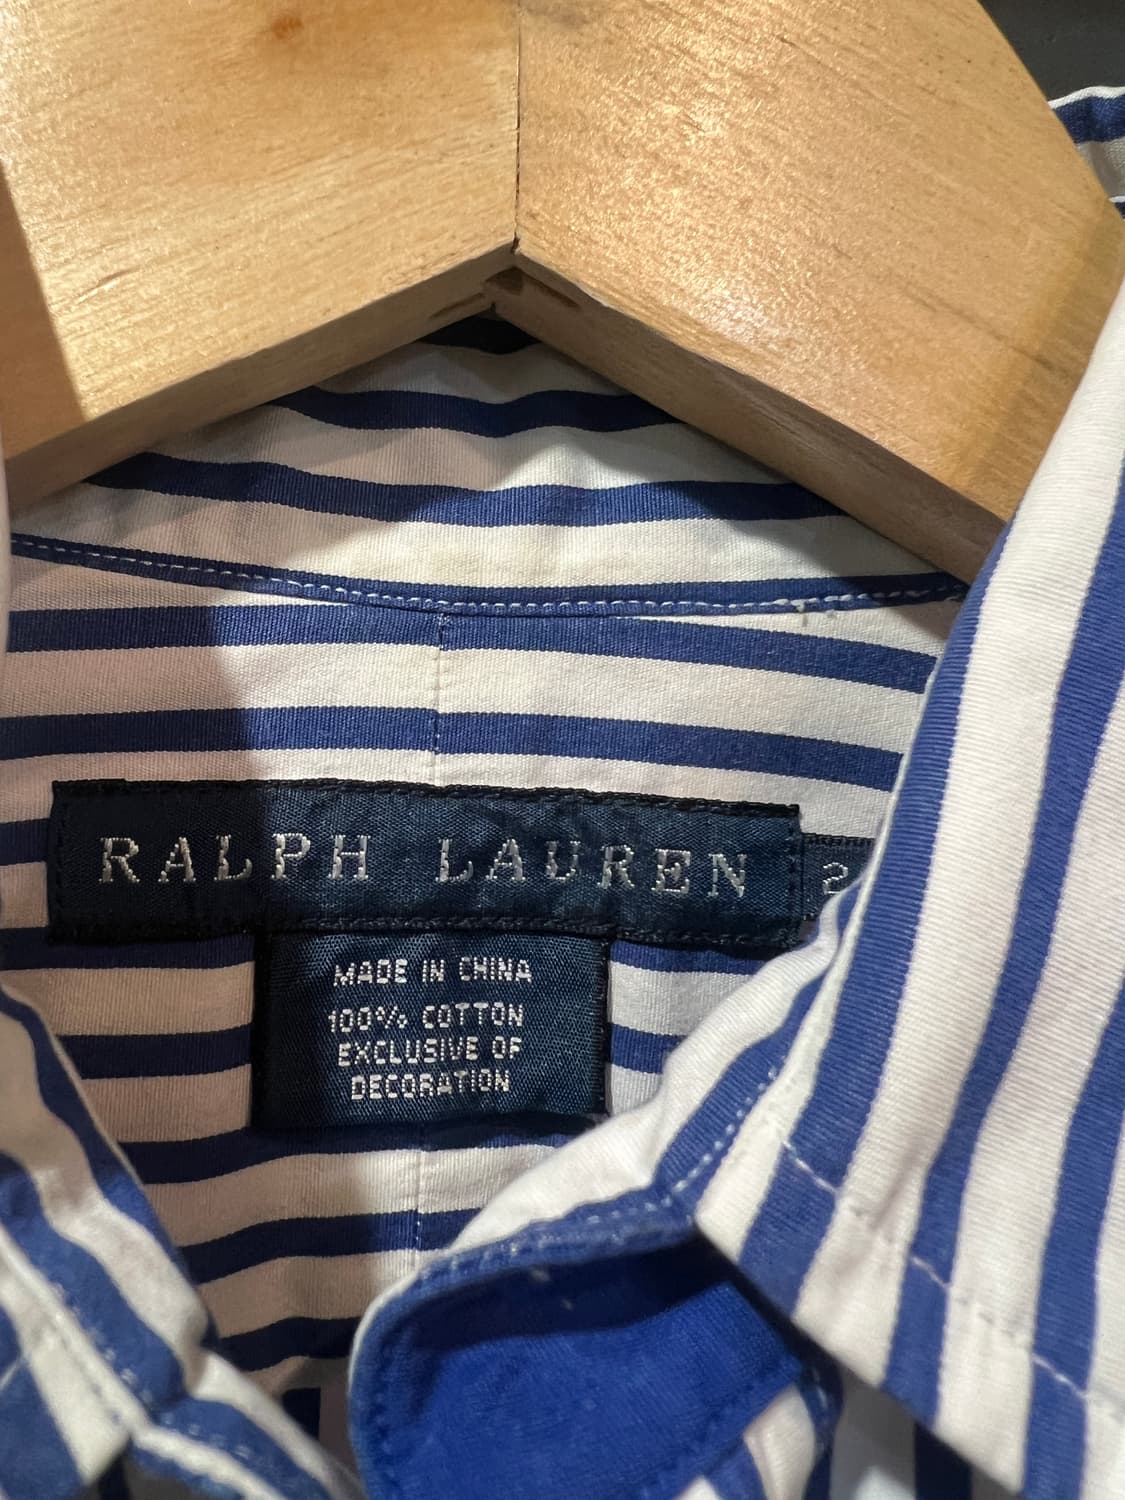 RALPH LAUREN
2
MADE IN CHINA
100% COTTON
EXCLUSIVE OF
DECORATION